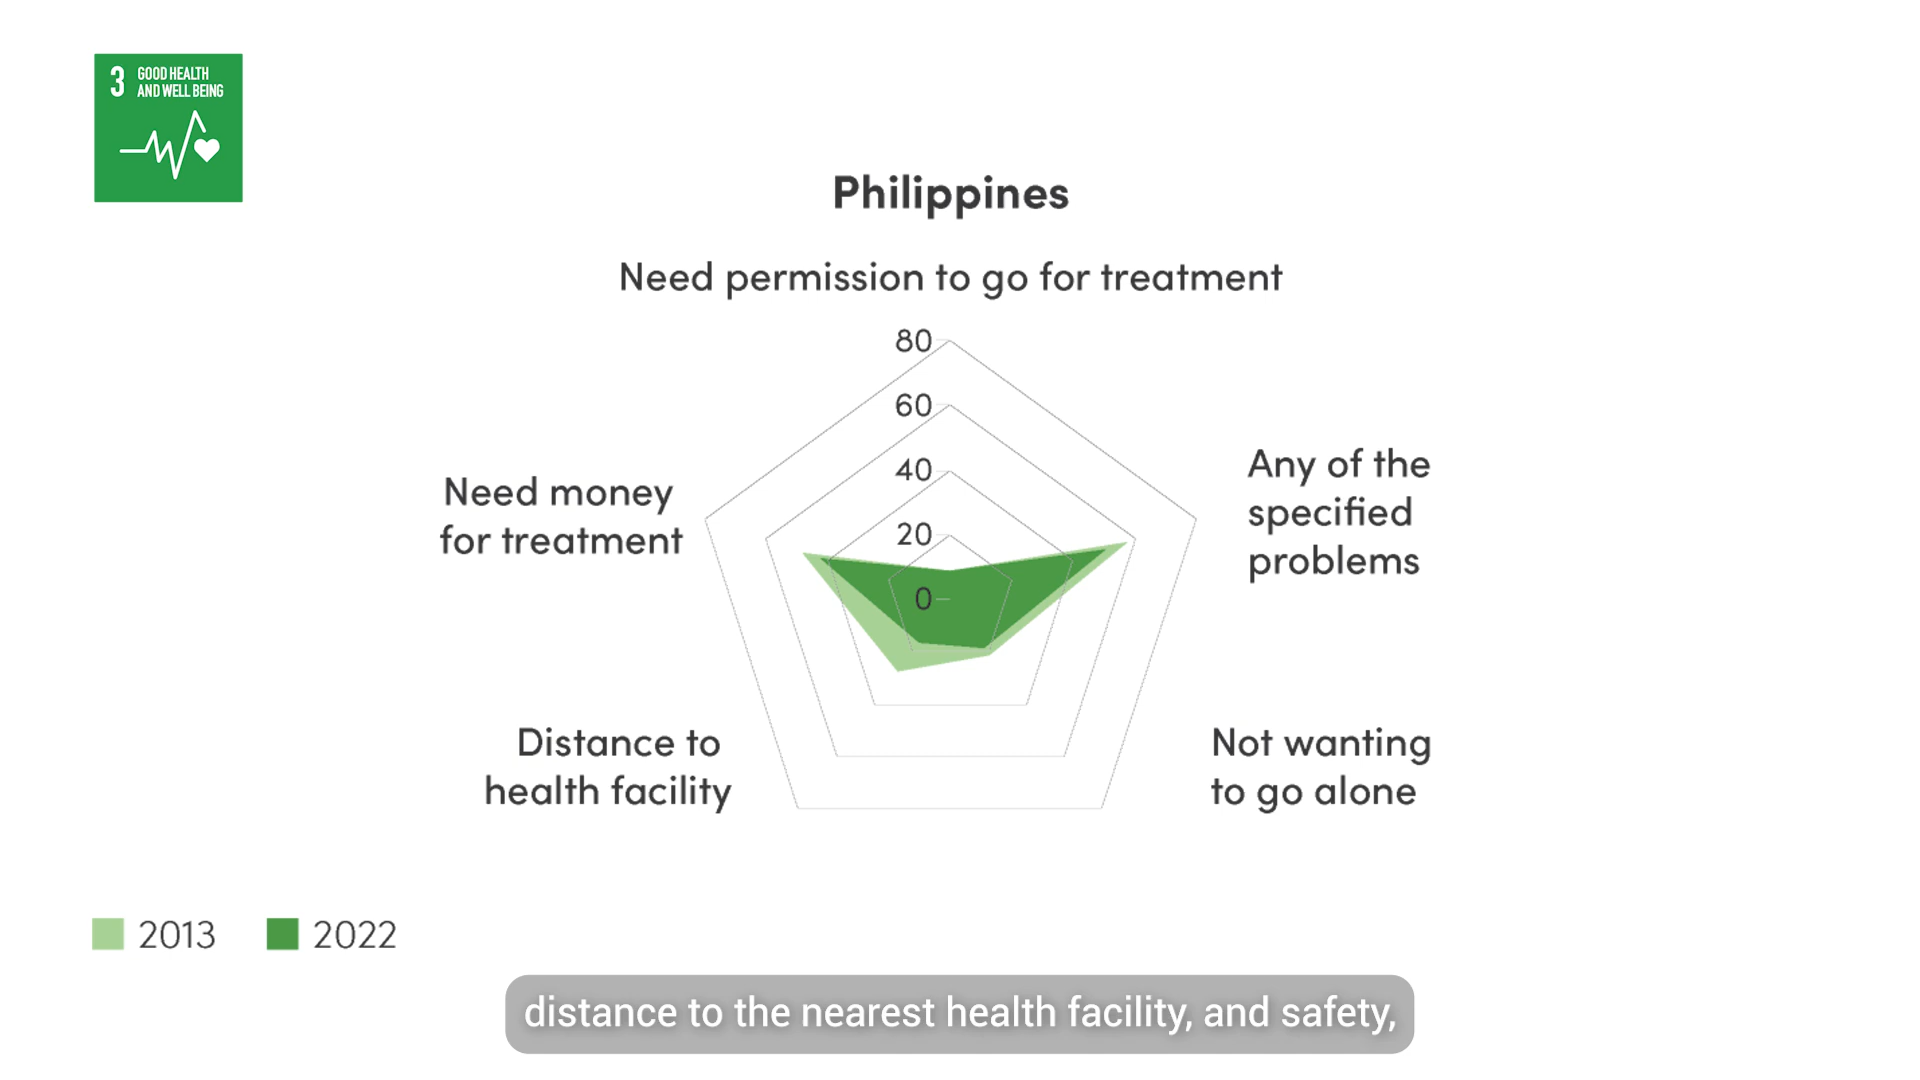 3 GOOD HEALTH
AND WELL BEING
Philippines
Need permission to go for treatment
80
60
40
20
0
Any of the
specified
problems
Need money
for treatment
Distance to
health facility
Not wanting
to go alone
2013
2022
distance to the nearest health facility, and safety,